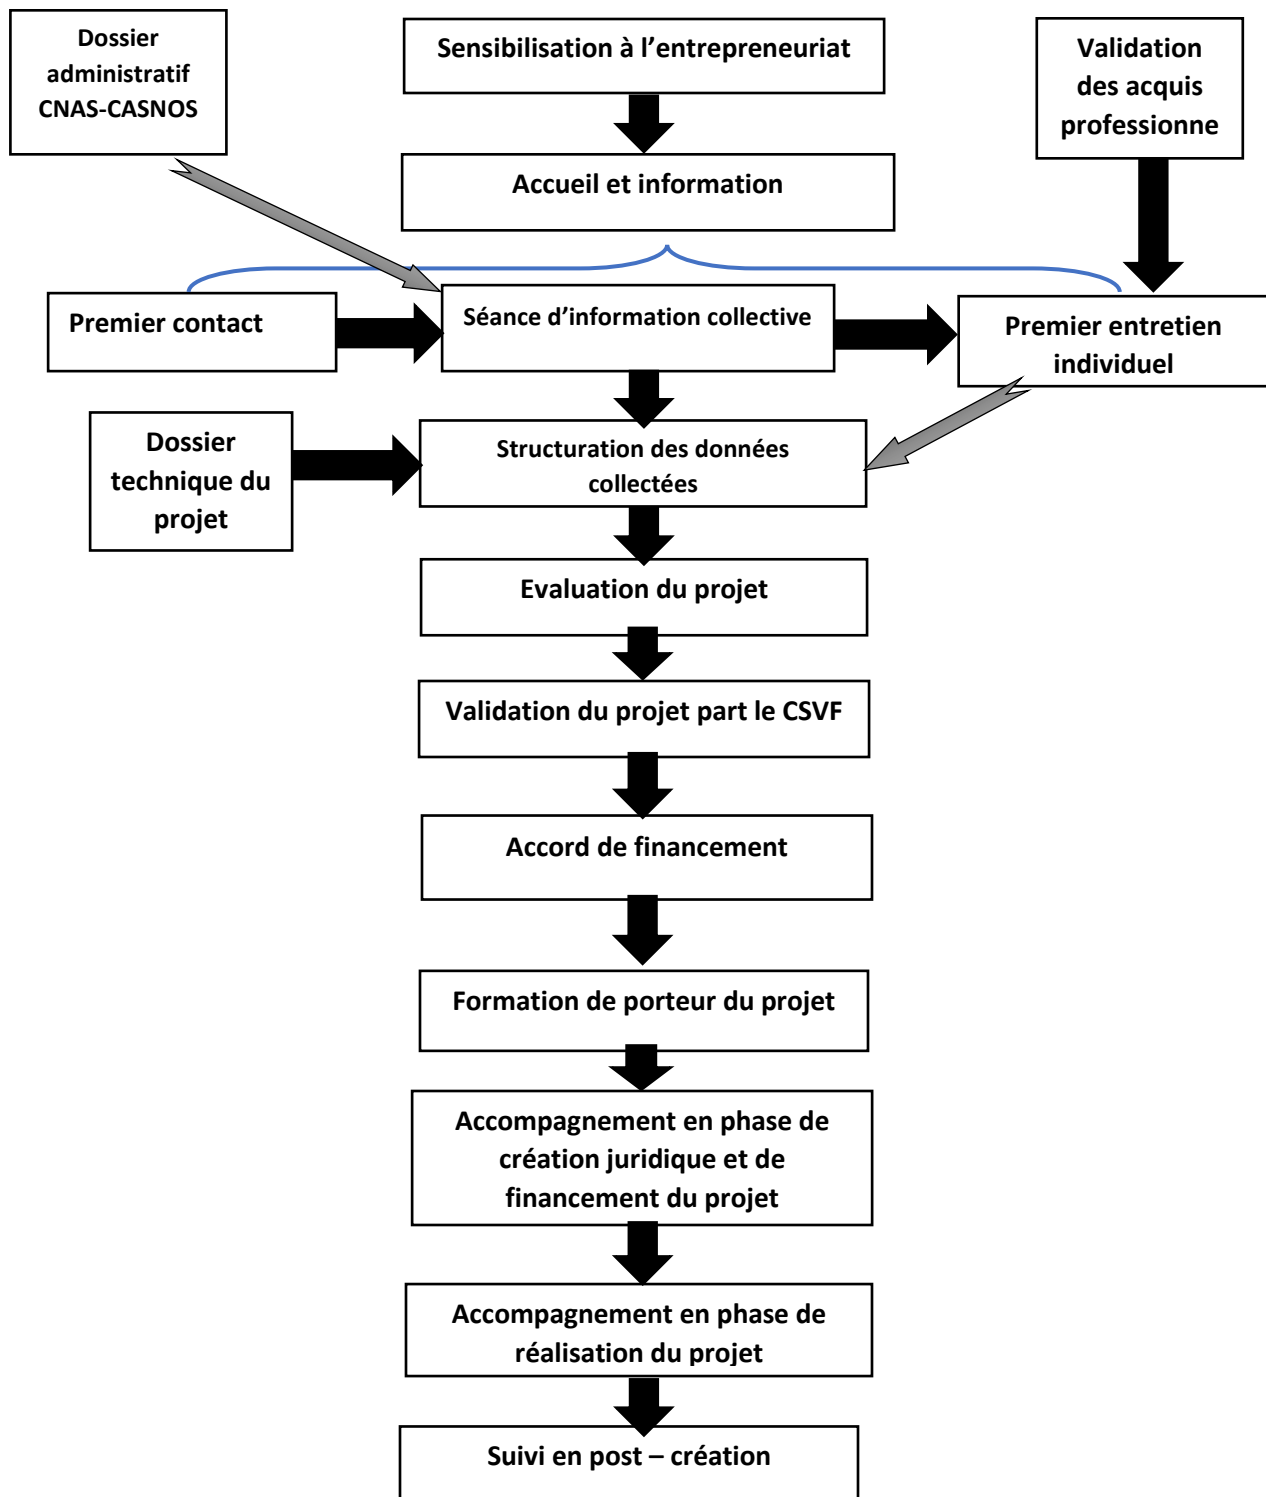 Dossier
administratif
CNAS-CASNOS
Sensibilisation à l'entrepreneuriat
Validation
des acquis
professionne
Accueil et information
Premier contact
Séance d'information collective
Premier entretien
individuel
Dossier
technique du
projet
Structuration des données
collectées
Evaluation du projet
Validation du projet part le CSVF
Accord de financement
Formation de porteur du projet
Accompagnement en phase de
création juridique et de
financement du projet
Accompagnement en phase de
réalisation du projet
Suivi en post – création